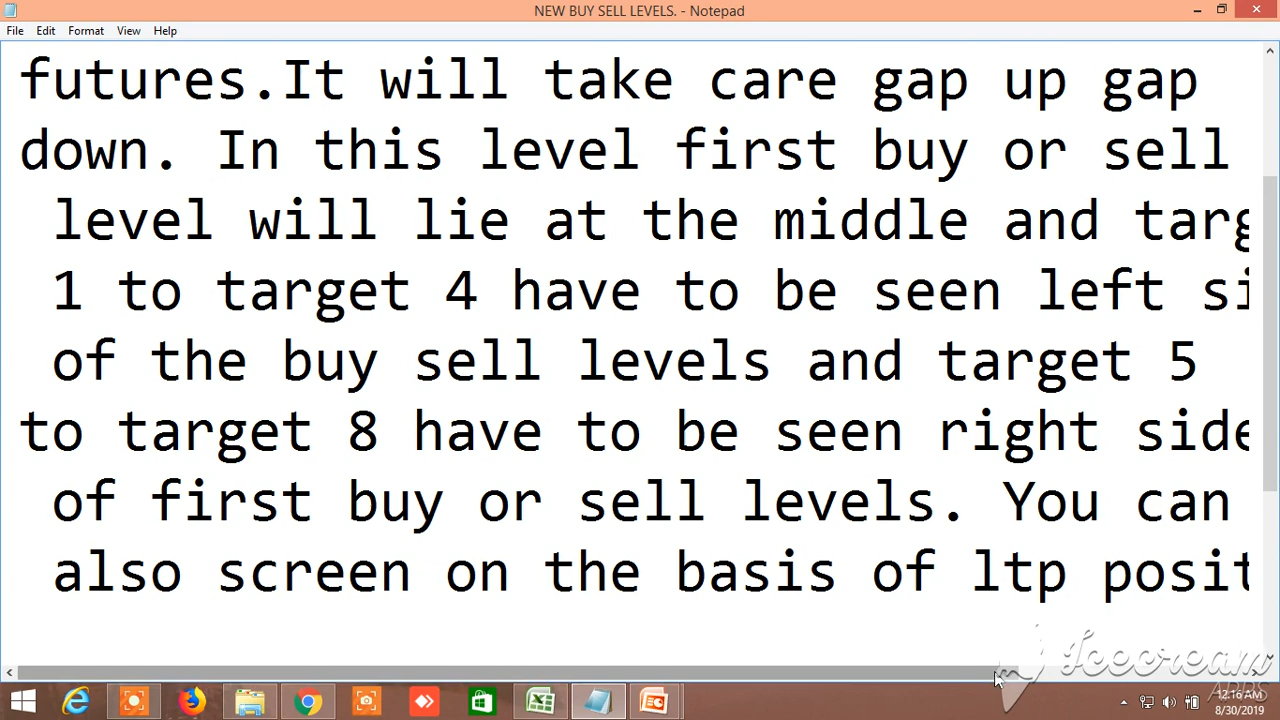 NEW BUY SELL LEVELS. - Notepad
File Edit Format View Help
futures.It will take care gap up gap
down. In this level first buy or sell
level will lie at the middle and targ
1 to target 4 have to be seen left si
of the buy sell levels and target 5
to target 8 have to be seen right side
of first buy or sell levels. You can
also screen on the basis of ltp posit
Icecream
APPS
12:16 AM
8/30/2019